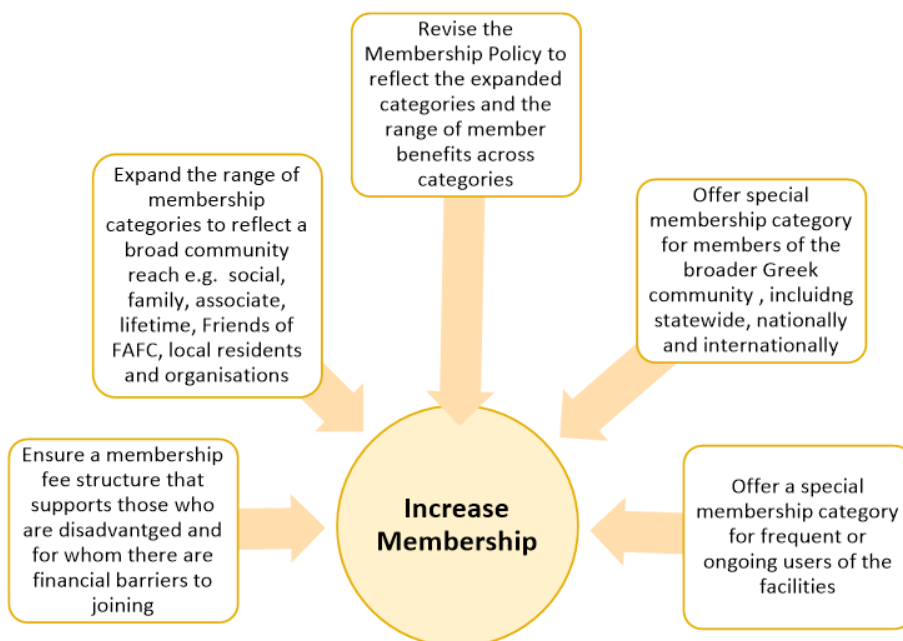 Revise the
Membership Policy to
reflect the expanded
categories and the
range of member
benefits across
categories
Expand the range of
membership
categories to reflect a
broad community
reach e.g.  social,
family, associate,
lifetime, Friends of
FAFC, local residents
and organisations
Offer special
membership category
for members of the
broader Greek
community , incluidng
statewide, nationally
and internationally
Ensure a membership
fee structure that
supports those who
are disadvantged and
for whom there are
financial barriers to
joining
Increase
Membership
Offer a special
membership category
for frequent or
ongoing users of the
facilities